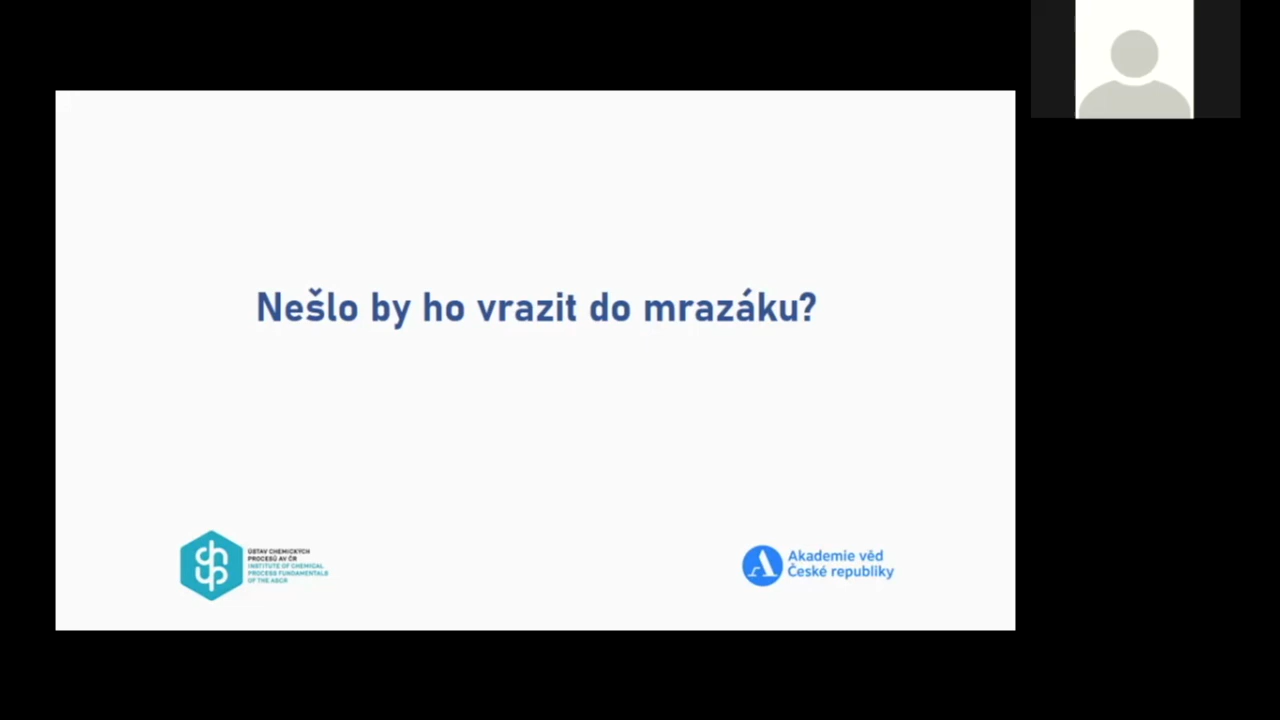 Nešlo by ho vrazit do mrazáku?
ÚSTAV CHEMICKÝCH
PROCESŮ AV ČR
INSTITUTE OF CHEMICAL
PROCESS FUNDAMENTALS
OF THE ASCR
Akademie věd
České republiky